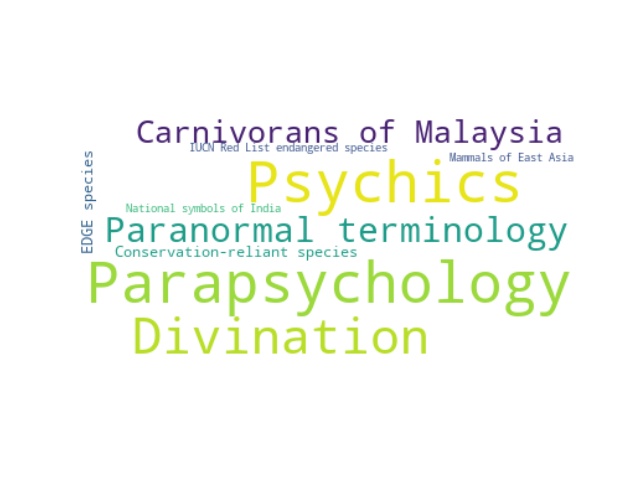 Carnivorans of Malaysia
IUCN Red List endangered species
Mammals of East Asia
EDGE species
Psychics
National symbols of India
Paranormal terminology
Conservation-reliant species
Parapsychology
Divination